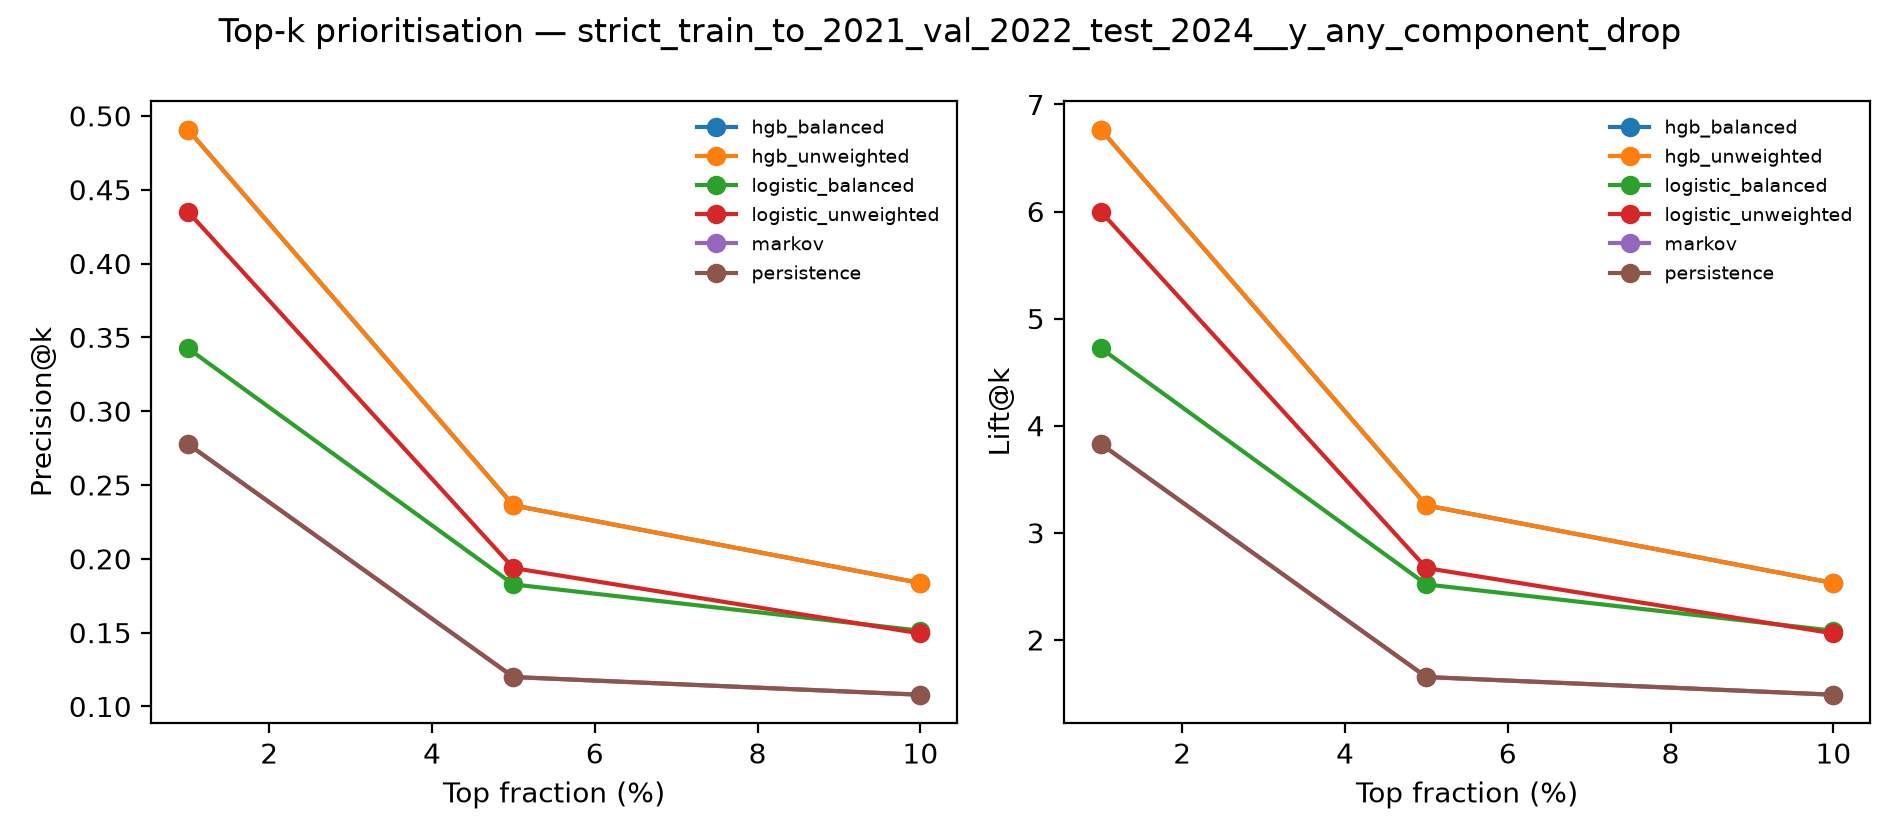 Top-k prioritisation — strict_train_to_2021_val_2022_test_2024__y_any_component_drop
Precision@k
0.50
0.45
0.40
0.35
0.30
0.25
0.20
0.15
0.10
hgb_balanced
hgb_unweighted
logistic_balanced
logistic_unweighted
markov
persistence
2 4 6 8 10
Top fraction (%)
Lift@k
7
6
5
4
3
2
hgb_balanced
hgb_unweighted
logistic_balanced
logistic_unweighted
markov
persistence
2 4 6 8 10
Top fraction (%)